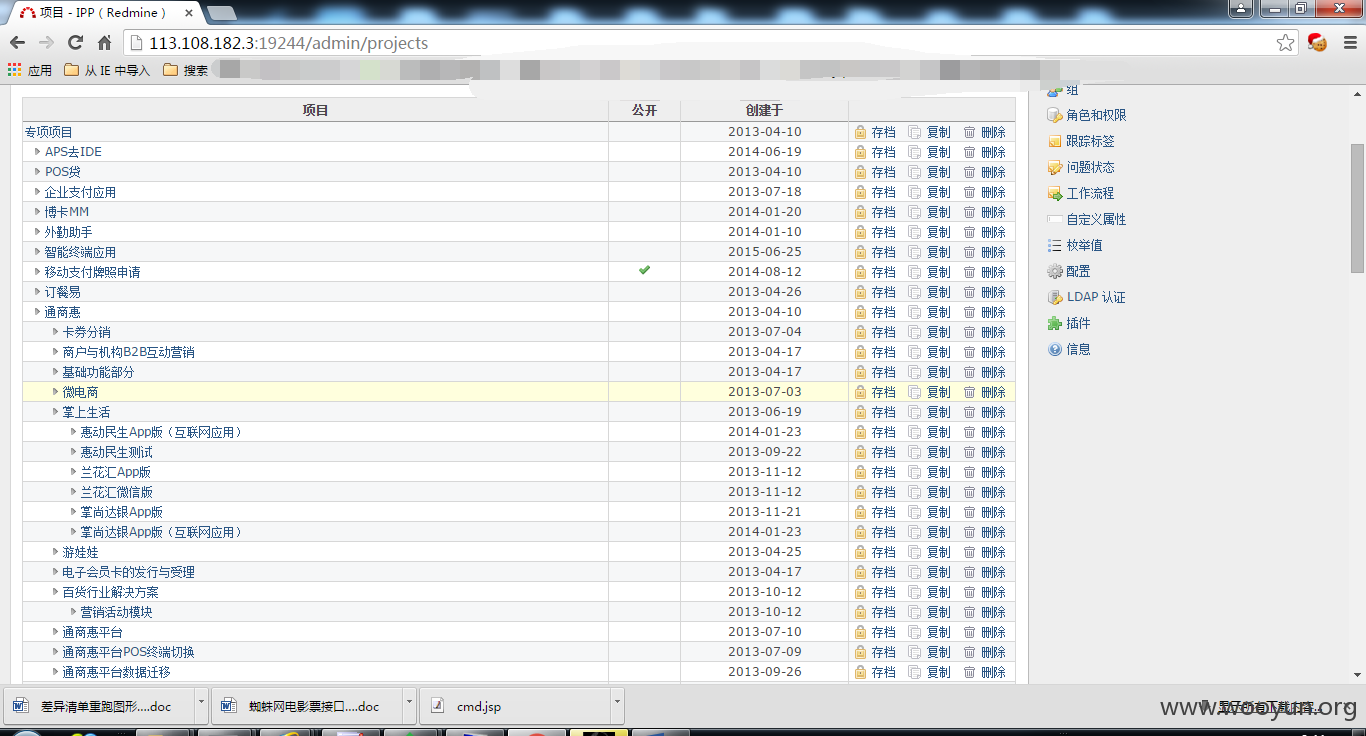 项目 - IPP（Redmine） ×
113.108.182.3:19244/admin/projects
应用 从 IE 中导入 搜索
项目 公开 创建于
专项项目 2013-04-10 存档 复制 删除
APS去IDE 2014-06-19 存档 复制 删除
POS贷 2013-04-10 存档 复制 删除
企业支付应用 2013-07-18 存档 复制 删除
博卡MM 2014-01-20 存档 复制 删除
外勤助手 2014-01-10 存档 复制 删除
智能终端应用 2015-06-25 存档 复制 删除
移动支付牌照申请 2014-08-12 存档 复制 删除
订餐易 2013-04-26 存档 复制 删除
通商惠 2013-04-10 存档 复制 删除
卡券分销 2013-07-04 存档 复制 删除
商户与机构B2B互动营销 2013-04-17 存档 复制 删除
基础功能部分 2013-04-17 存档 复制 删除
微电商 2013-07-03 存档 复制 删除
掌上生活 2013-06-19 存档 复制 删除
惠动民生App版（互联网应用） 2014-01-23 存档 复制 删除
惠动民生测试 2013-09-22 存档 复制 删除
兰花汇App版 2013-11-12 存档 复制 删除
兰花汇微信版 2013-11-12 存档 复制 删除
掌尚达银App版 2013-11-21 存档 复制 删除
掌尚达银App版（互联网应用） 2014-01-23 存档 复制 删除
游娃娃 2013-04-25 存档 复制 删除
电子会员卡的发行与受理 2013-04-17 存档 复制 删除
百货行业解决方案 2013-10-12 存档 复制 删除
营销活动模块 2013-10-12 存档 复制 删除
通商惠平台 2013-07-10 存档 复制 删除
通商惠平台POS终端切换 2013-07-09 存档 复制 删除
通商惠平台数据迁移 2013-09-26 存档 复制 删除
组
角色和权限
跟踪标签
问题状态
工作流程
自定义属性
枚举值
配置
LDAP 认证
插件
信息
差异清单重跑图形....doc
蜘蛛网电影票接口....doc
cmd.jsp
www.wooyun.org